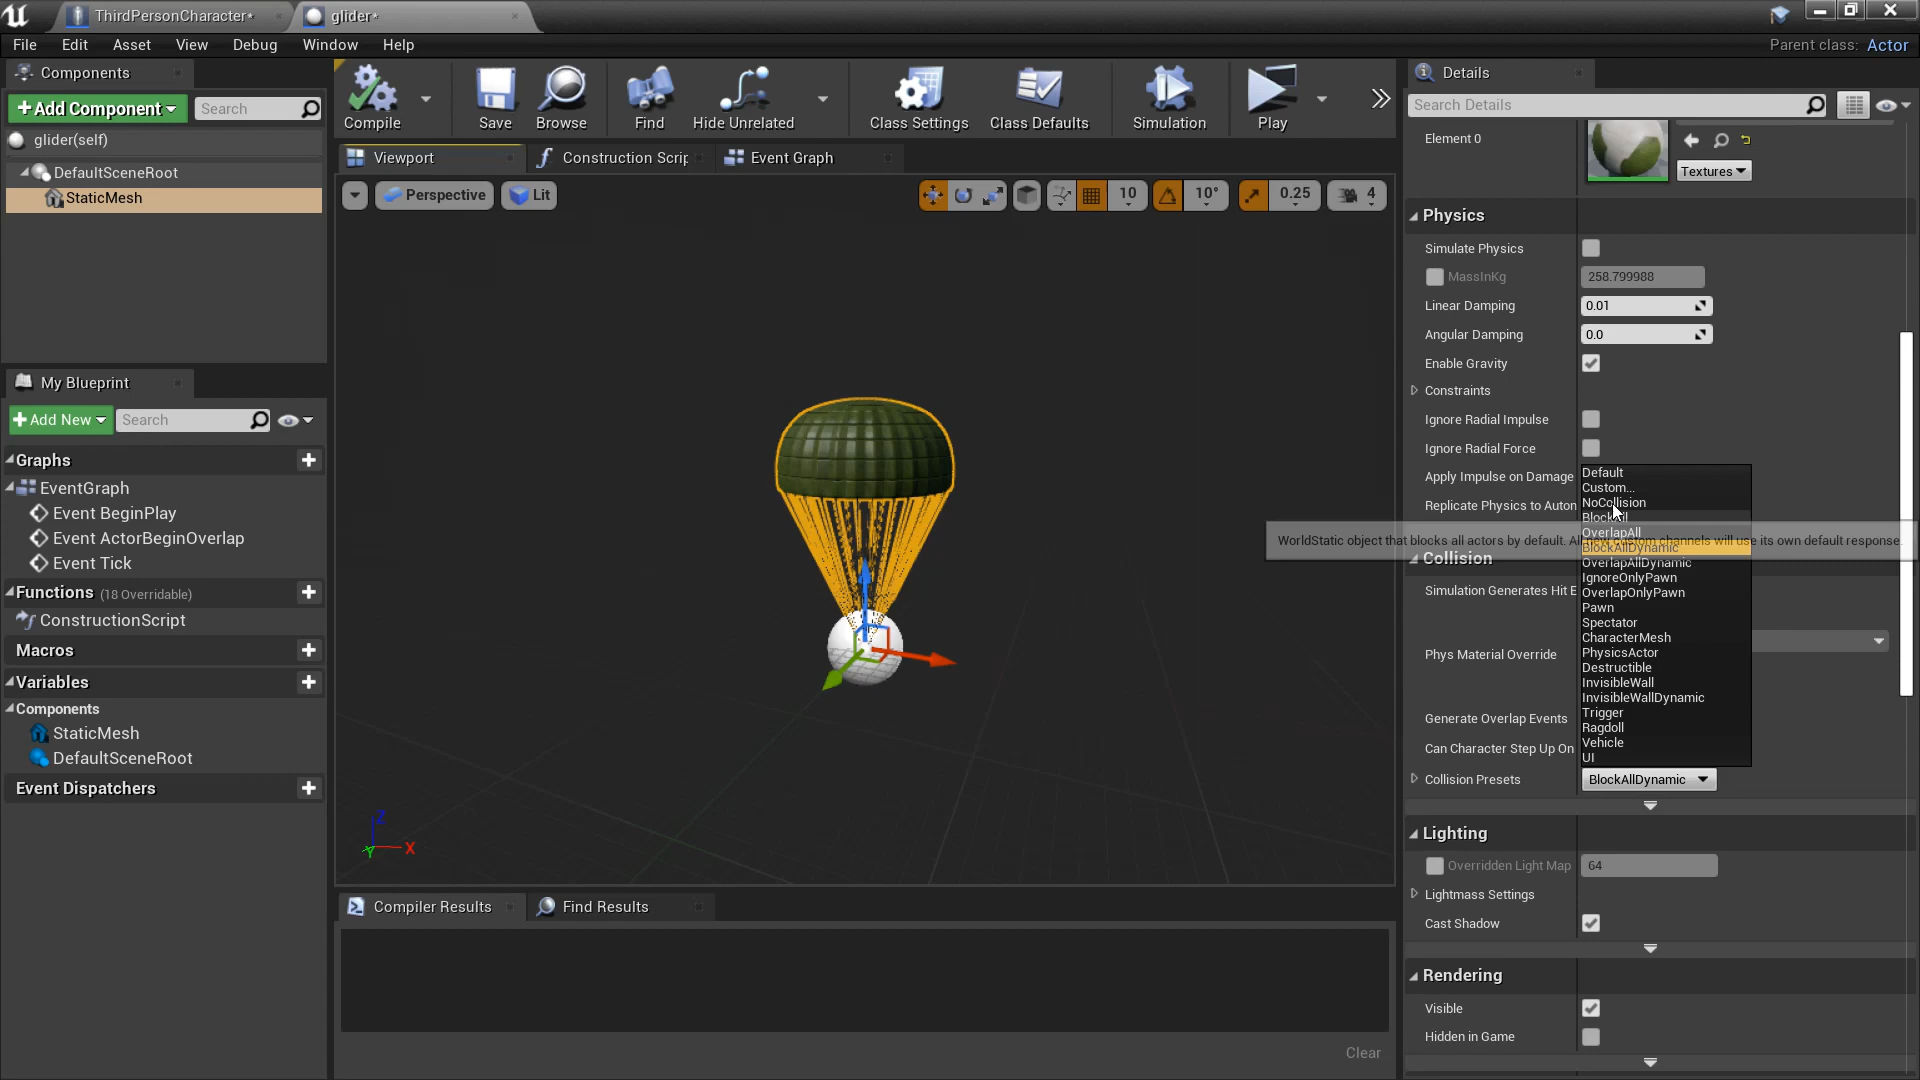 ThirdPersonCharacter*
glider*
File Edit Asset View Debug Window Help
Parent class: Actor
Components
Add Component
Search
glider(self)
DefaultSceneRoot
StaticMesh
My Blueprint
Add New
Search
Graphs
EventGraph
Event BeginPlay
Event ActorBeginOverlap
Event Tick
Functions (18 Overridable)
ConstructionScript
Macros
Variables
Components
StaticMesh
DefaultSceneRoot
Event Dispatchers
Compile Save Browse Find Hide Unrelated Class Settings Class Defaults Simulation Play
Viewport Construction Scrip Event Graph
Perspective Lit 10 10° 0.25 4
Z
X
Y
Compiler Results Find Results
Clear
Details
Search Details
Element 0
Textures
Physics
Simulate Physics
MassInKg 258.799988
Linear Damping 0.01
Angular Damping 0.0
Enable Gravity
Constraints
Ignore Radial Impulse
Ignore Radial Force
Apply Impulse on Damage
Replicate Physics to Auton
Default
Custom...
NoCollision
BlockAll
OverlapAll
BlockAllDynamic
OverlapAllDynamic
IgnoreOnlyPawn
OverlapOnlyPawn
Pawn
Spectator
CharacterMesh
PhysicsActor
Destructible
InvisibleWall
InvisibleWallDynamic
Trigger
Ragdoll
Vehicle
UI
WorldStatic object that blocks all actors by default. All new custom channels will use its own default response.
Collision
Simulation Generates Hit E
Phys Material Override
Generate Overlap Events
Can Character Step Up On
Collision Presets BlockAllDynamic
Lighting
Overridden Light Map 64
Lightmass Settings
Cast Shadow
Rendering
Visible
Hidden in Game